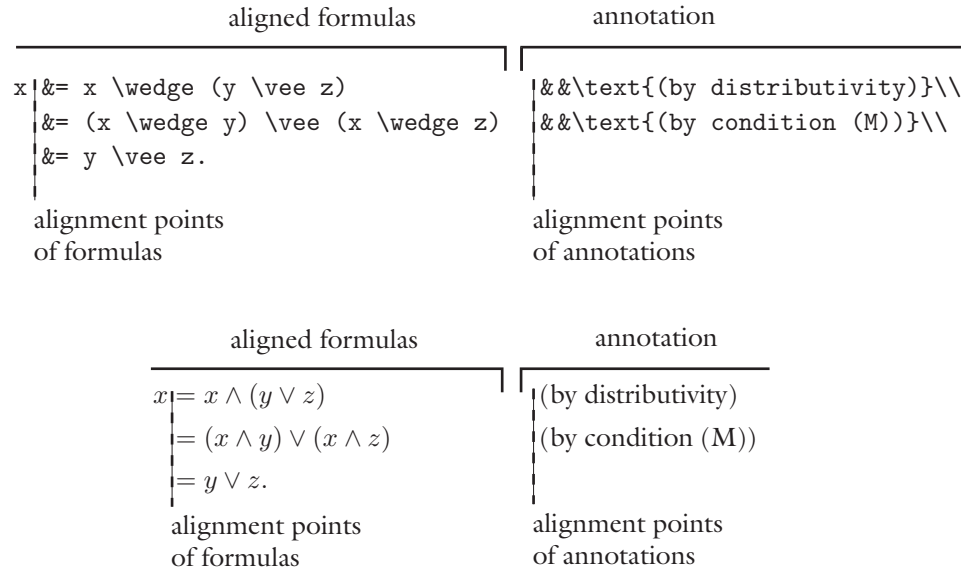 aligned formulas annotation
x &= x \wedge (y \vee z) &&\text{(by distributivity)}\\
&= (x \wedge y) \vee (x \wedge z) &&\text{(by condition (M))}\\
&= y \vee z.
alignment points alignment points
of formulas of annotations
aligned formulas annotation
x = x ∧ (y ∨ z) (by distributivity)
= (x ∧ y) ∨ (x ∧ z) (by condition (M))
= y ∨ z.
alignment points alignment points
of formulas of annotations